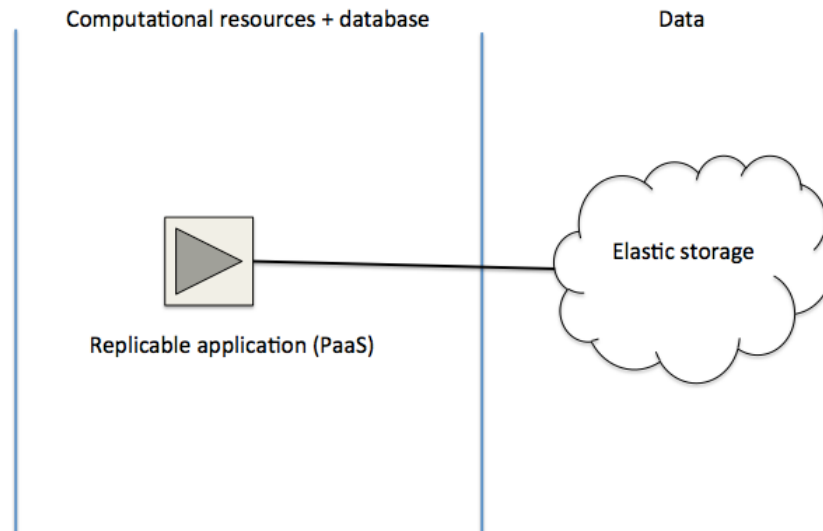 Computational resources + database
Data
Elastic storage
Replicable application (PaaS)